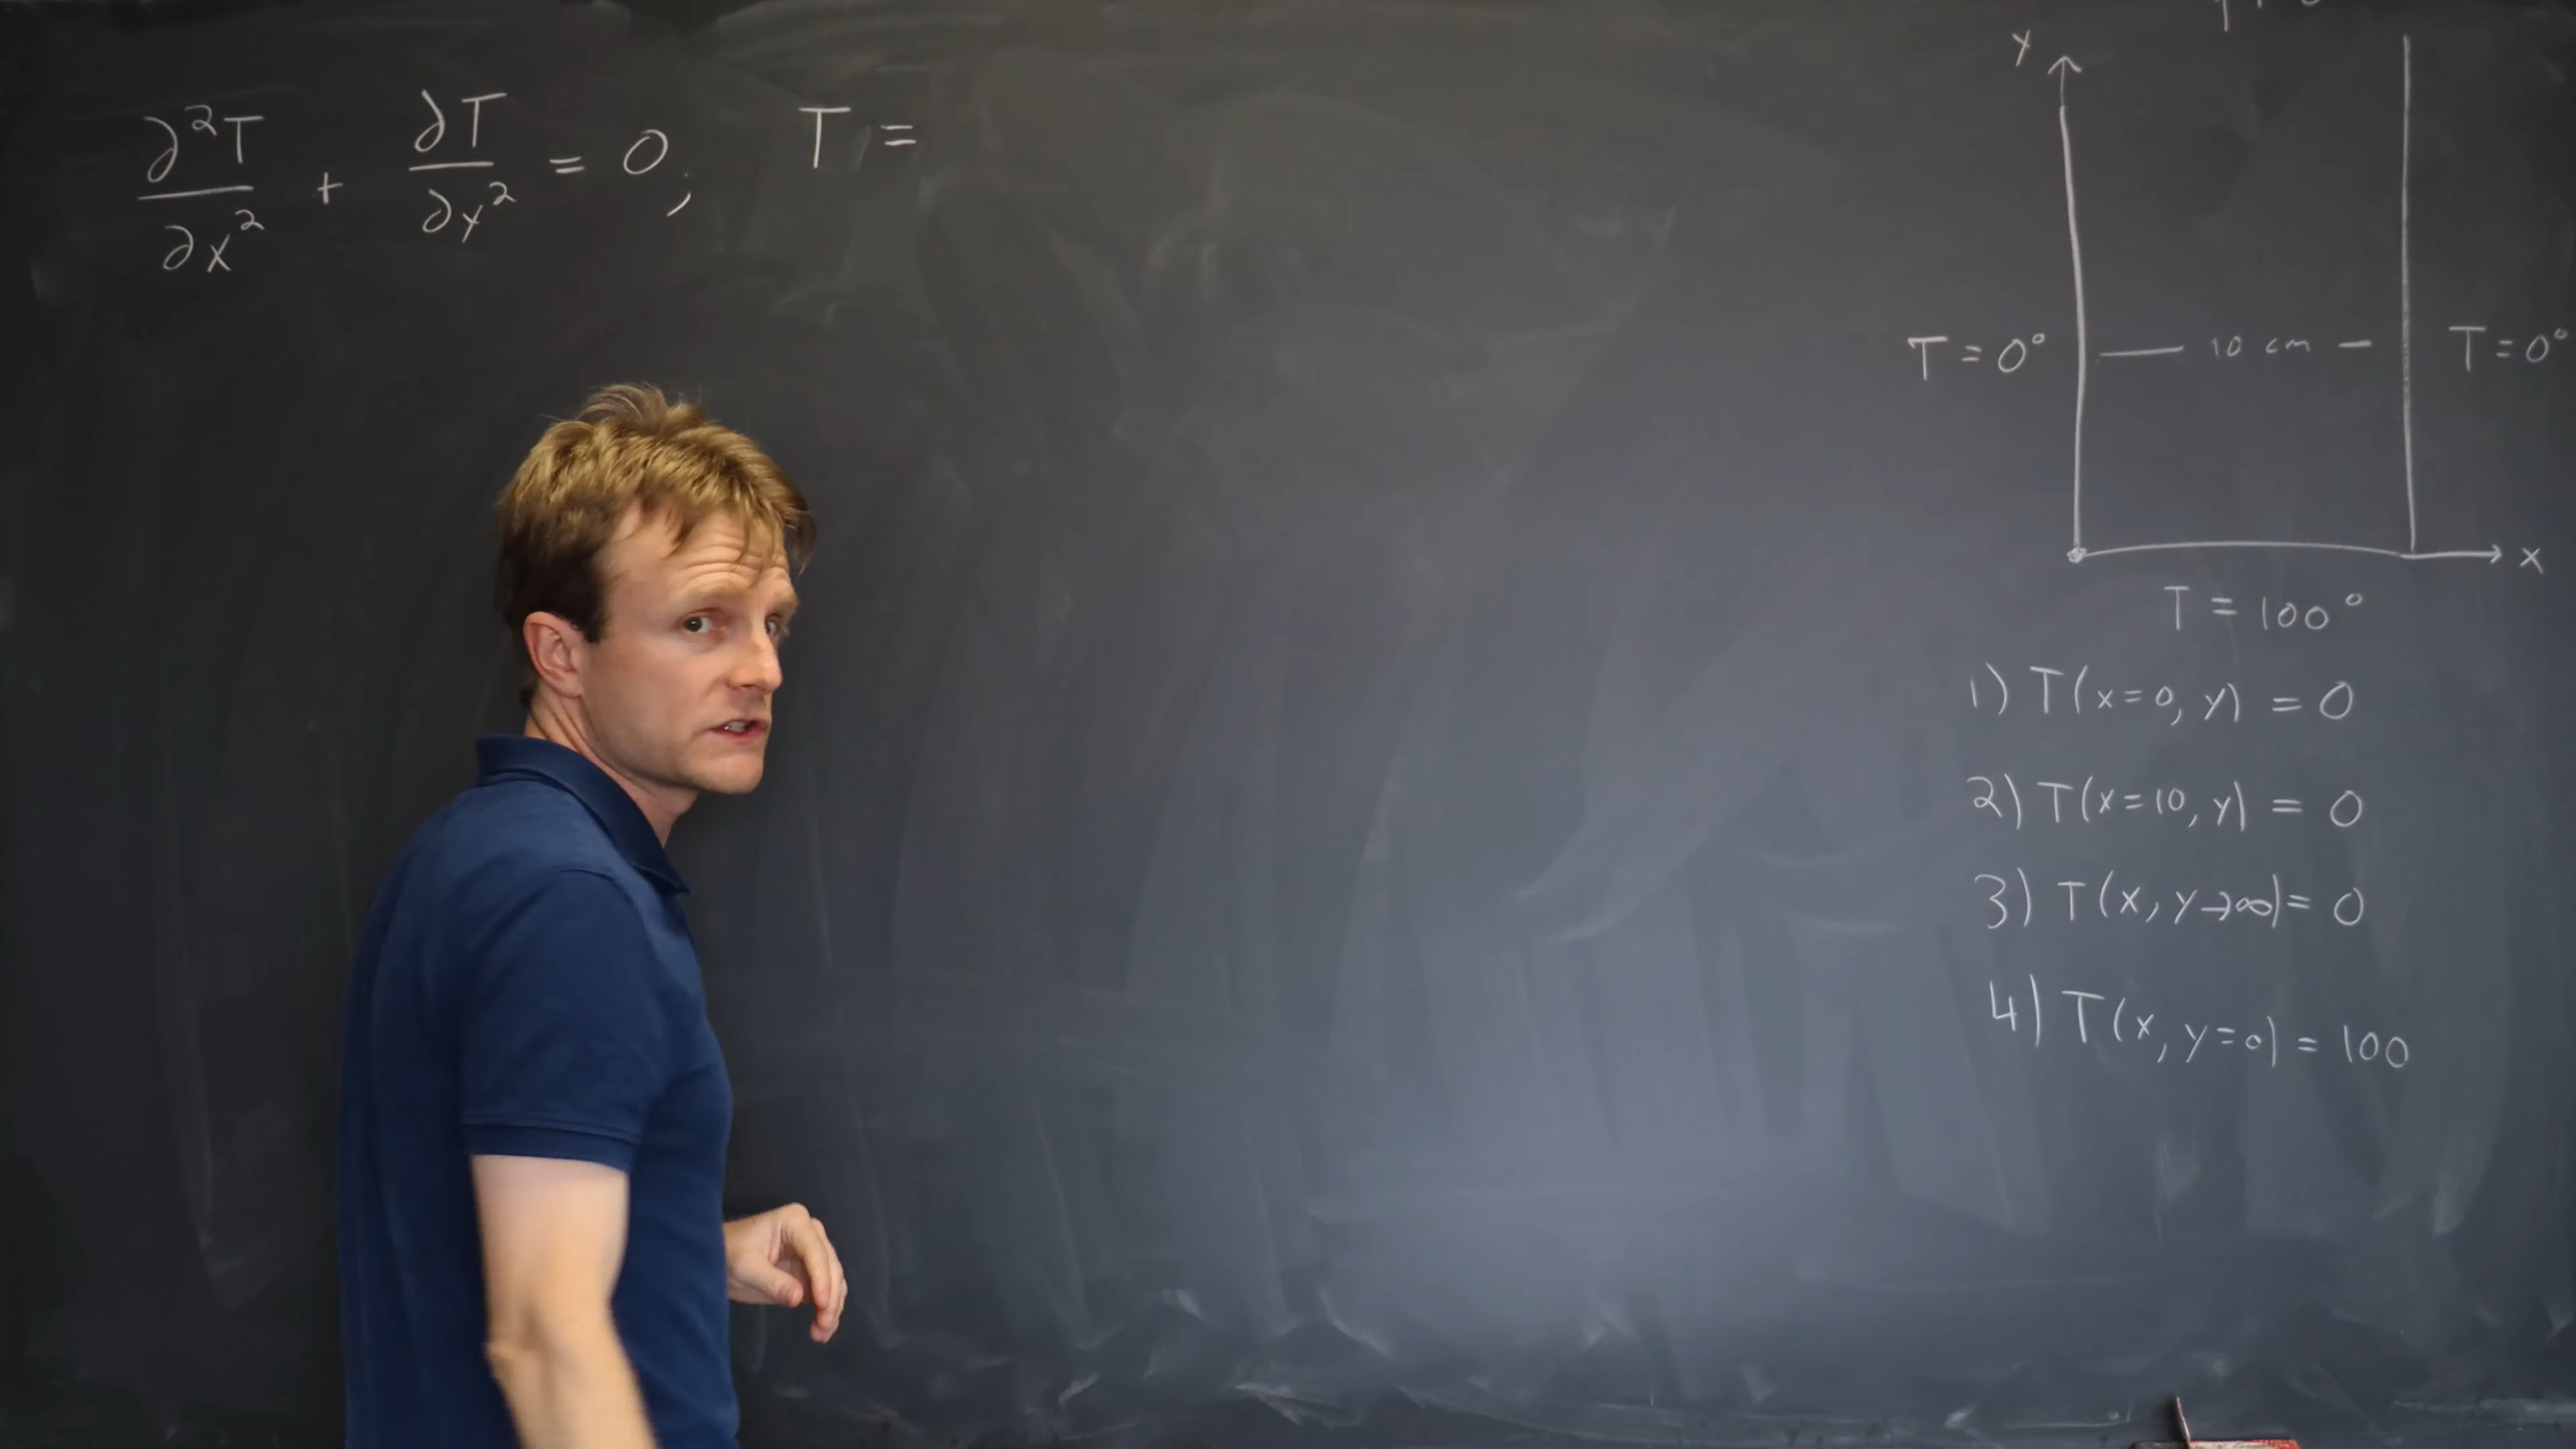 ∂²T/∂x² + ∂T/∂y² = 0; T =
y
T = 0° — 10 cm – T = 0°
x
T = 100°
1) T(x=0, y) = 0
2) T(x=10, y) = 0
3) T(x, y→∞) = 0
4) T(x, y=0) = 100